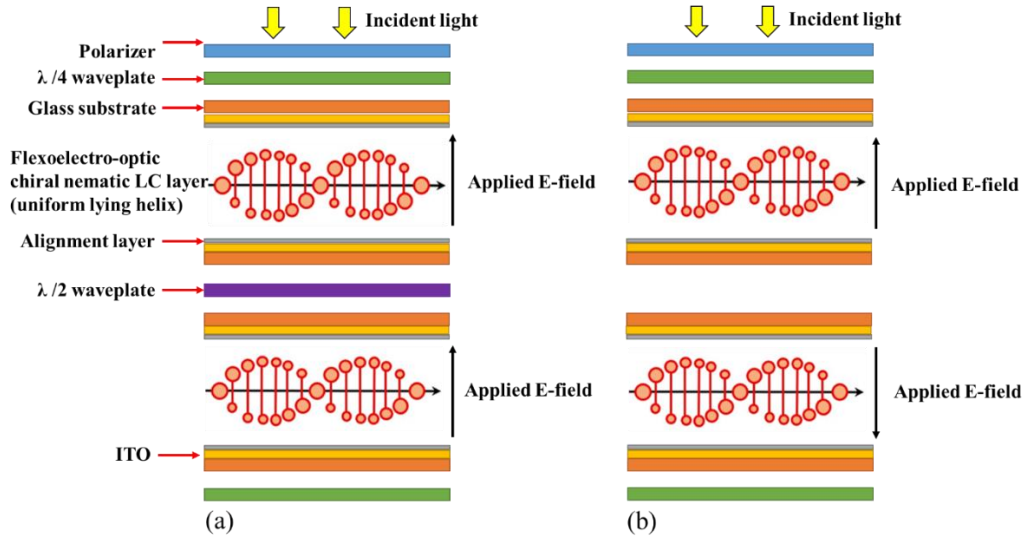 Incident light
Polarizer
λ /4 waveplate
Glass substrate
Flexoelectro-optic
chiral nematic LC layer
(uniform lying helix)
Applied E-field
Alignment layer
λ /2 waveplate
Applied E-field
ITO
(a)
Incident light
Applied E-field
Applied E-field
(b)